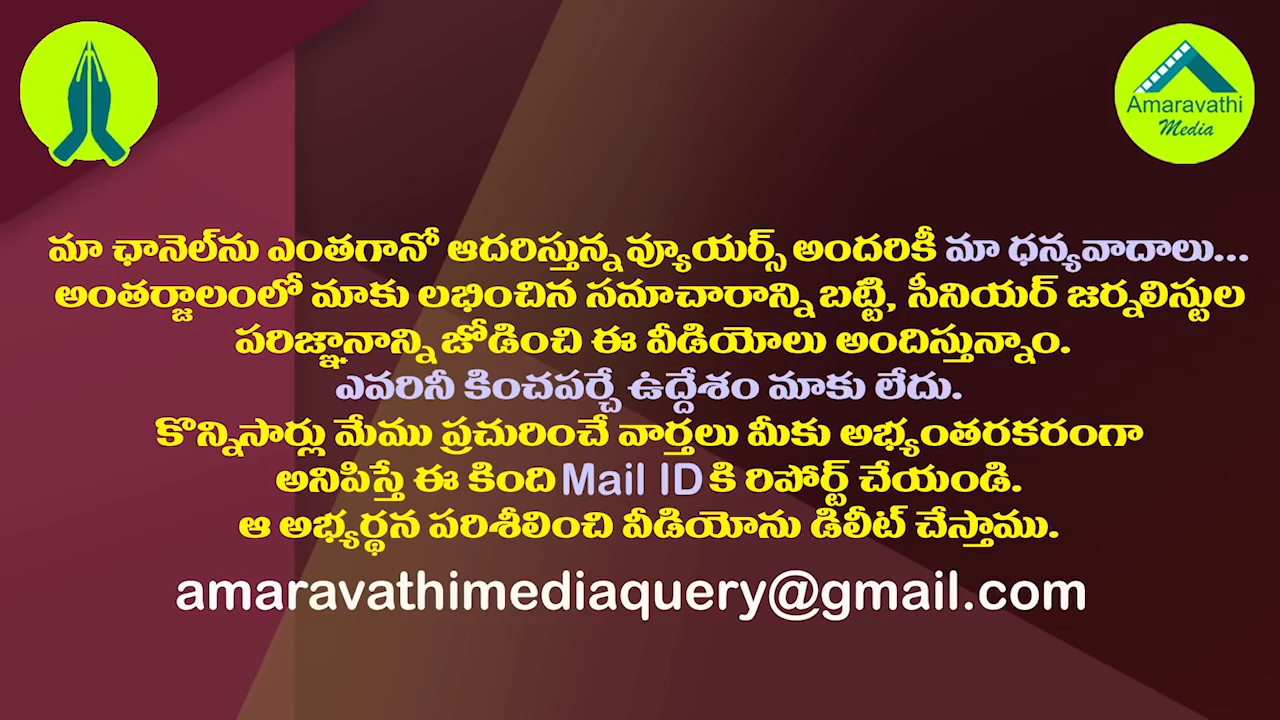 Amaravathi
Media
మా ఛానెల్‌ను ఎంతగానో ఆదరిస్తున్న వ్యూయర్స్ అందరికీ మా ధన్యవాదాలు...
అంతర్జాలంలో మాకు లభించిన సమాచారాన్ని బట్టి, సీనియర్ జర్నలిస్టుల
పరిజ్ఞానాన్ని జోడించి ఈ వీడియోలు అందిస్తున్నాం.
ఎవరినీ కించపర్చే ఉద్దేశం మాకు లేదు.
కొన్నిసార్లు మేము ప్రచురించే వార్తలు మీకు అభ్యంతరకరంగా
అనిపిస్తే ఈ కింది Mail ID కి రిపోర్ట్ చేయండి.
ఆ అభ్యర్థన పరిశీలించి వీడియోను డిలీట్ చేస్తాము.
amaravathimediaquery@gmail.com